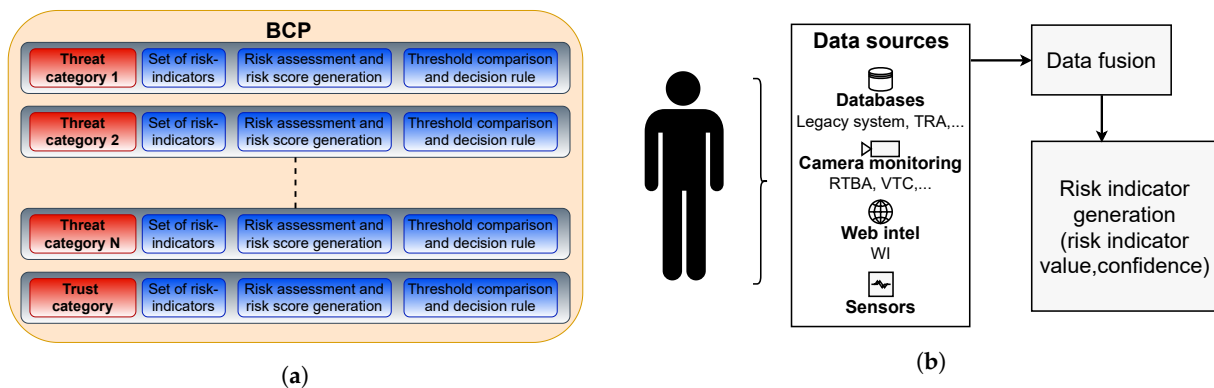 BCP
Threat
category 1
Set of risk-
indicators
Risk assessment and
risk score generation
Threshold comparison
and decision rule
Threat
category 2
Set of risk-
indicators
Risk assessment and
risk score generation
Threshold comparison
and decision rule
Threat
category N
Set of risk-
indicators
Risk assessment and
risk score generation
Threshold comparison
and decision rule
Trust
category
Set of risk-
indicators
Risk assessment and
risk score generation
Threshold comparison
and decision rule
(a)
Data sources
Databases
Legacy system, TRA,...
Camera monitoring
RTBA, VTC,...
Web intel
WI
Sensors
Data fusion
Risk indicator
generation
(risk indicator
value,confidence)
(b)